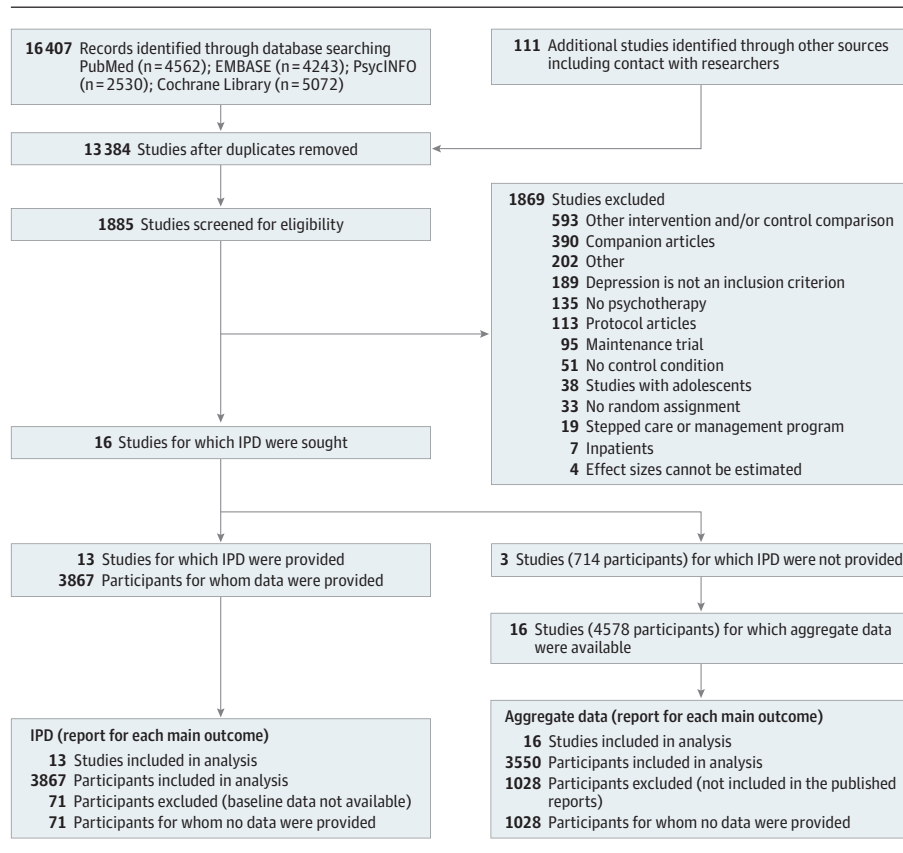 16 407 Records identified through database searching
PubMed (n = 4562); EMBASE (n = 4243); PsycINFO
(n = 2530); Cochrane Library (n = 5072)
111 Additional studies identified through other sources
including contact with researchers
13 384 Studies after duplicates removed
1885 Studies screened for eligibility
1869 Studies excluded
593 Other intervention and/or control comparison
390 Companion articles
202 Other
189 Depression is not an inclusion criterion
135 No psychotherapy
113 Protocol articles
95 Maintenance trial
51 No control condition
38 Studies with adolescents
33 No random assignment
19 Stepped care or management program
7 Inpatients
4 Effect sizes cannot be estimated
16 Studies for which IPD were sought
13 Studies for which IPD were provided
3867 Participants for whom data were provided
3 Studies (714 participants) for which IPD were not provided
16 Studies (4578 participants) for which aggregate data
were available
IPD (report for each main outcome)
13 Studies included in analysis
3867 Participants included in analysis
71 Participants excluded (baseline data not available)
71 Participants for whom no data were provided
Aggregate data (report for each main outcome)
16 Studies included in analysis
3550 Participants included in analysis
1028 Participants excluded (not included in the published
reports)
1028 Participants for whom no data were provided